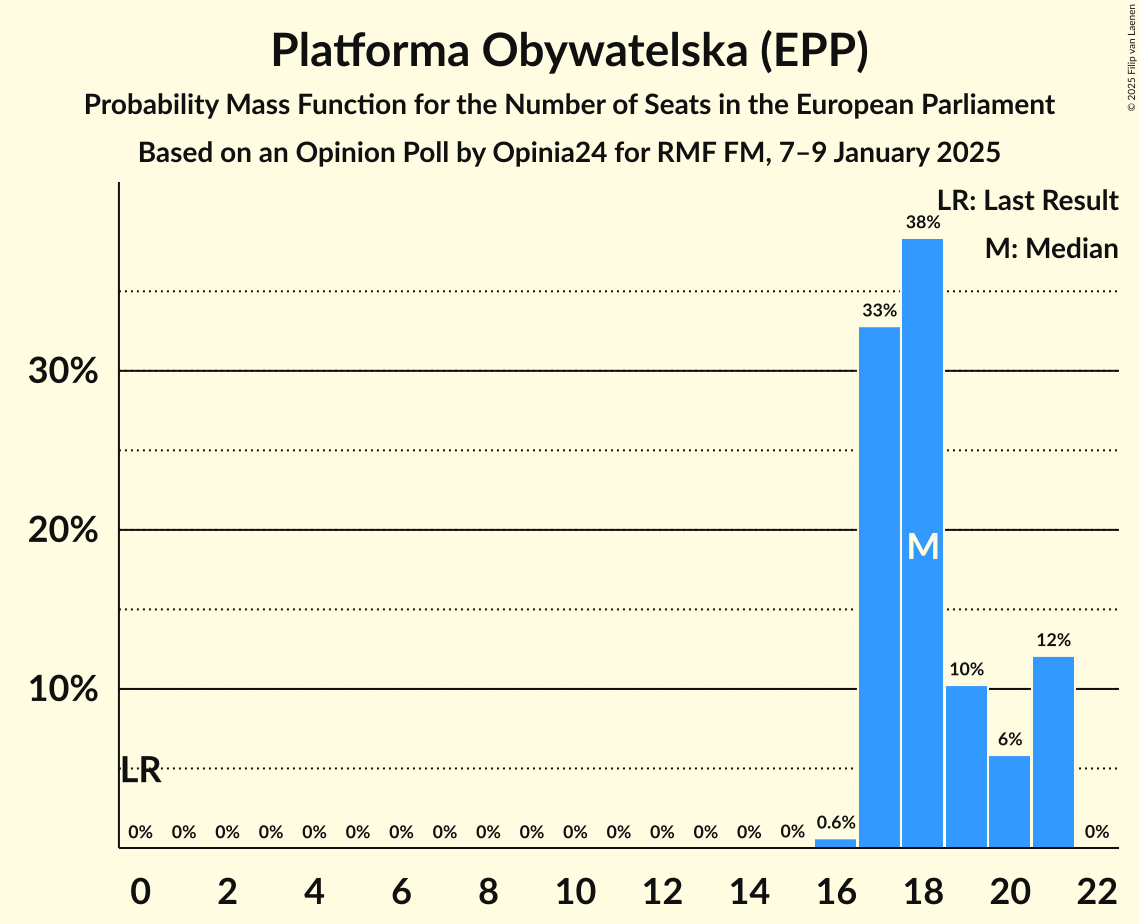 Platforma Obywatelska (EPP)
Probability Mass Function for the Number of Seats in the European Parliament
Based on an Opinion Poll by Opinia24 for RMF FM, 7–9 January 2025
© 2025 Filip van Laenen
LR: Last Result
M: Median
38%
33%
30%
20%
M
12%
10%
10%
6%
LR
0% 0% 0% 0% 0% 0% 0% 0% 0% 0% 0% 0% 0% 0% 0% 0% 0.6% 0%
0 2 4 6 8 10 12 14 16 18 20 22